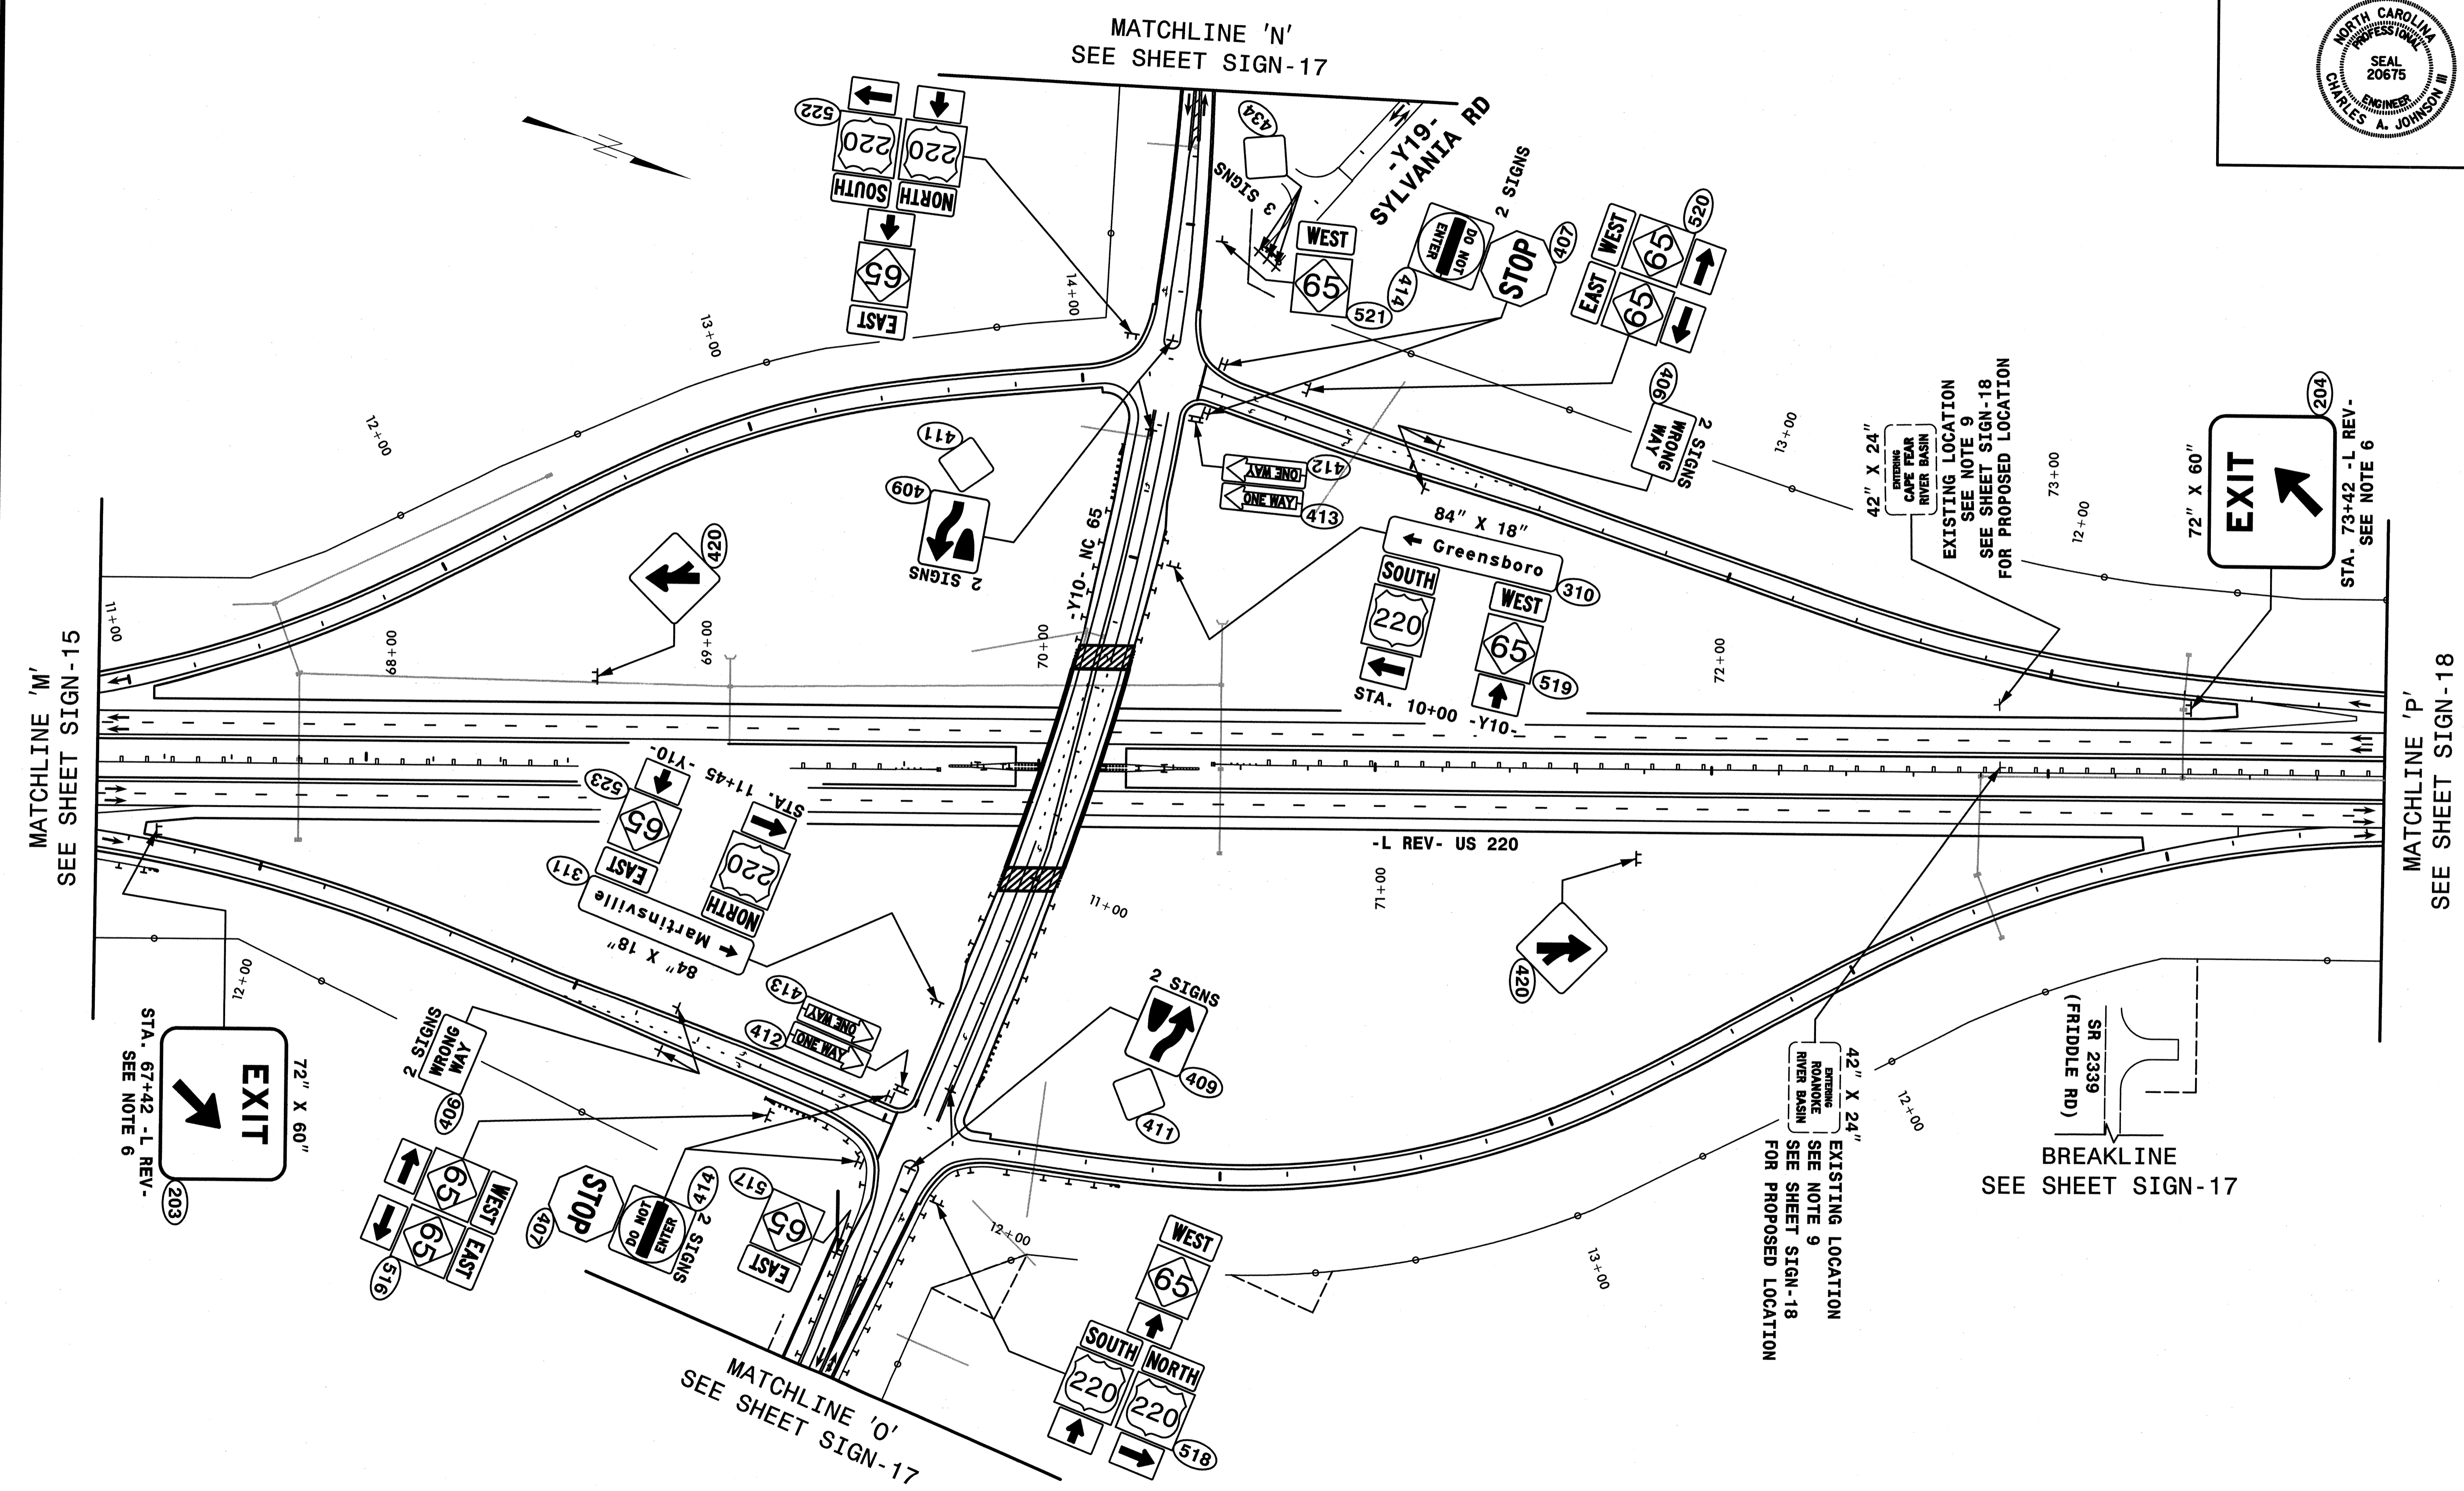 MATCHLINE 'N'
SEE SHEET SIGN-17
NORTH CAROLINA
PROFESSIONAL
SEAL
20675
ENGINEER
CHARLES A. JOHNSON III
522
220
220
SOUTH
NORTH
65
EAST
434
3 SIGNS
-Y19-
SYLVANIA RD
WEST
65
521
DO NOT
ENTER
2 SIGNS
414
STOP
407
WEST
65
EAST
65
520
14+00
13+00
12+00
11+00
406
WRONG
WAY
2 SIGNS
13+00
42" X 24"
ENTERING
CAPE FEAR
RIVER BASIN
EXISTING LOCATION
SEE NOTE 9
SEE SHEET SIGN-18
FOR PROPOSED LOCATION
73+00
12+00
72" X 60"
EXIT
204
STA. 73+42 -L REV-
SEE NOTE 6
411
409
2 SIGNS
420
-Y10- NC 65
ONE WAY
412
ONE WAY
413
84" X 18"
Greensboro
310
SOUTH
220
WEST
65
519
STA. 10+00 -Y10-
68+00
69+00
70+00
72+00
MATCHLINE 'M'
SEE SHEET SIGN-15
MATCHLINE 'P'
SEE SHEET SIGN-18
STA. 11+45 -Y10-
523
65
EAST
220
NORTH
311
Martinsville
84" X 18"
-L REV- US 220
11+00
71+00
420
12+00
STA. 67+42 -L REV-
SEE NOTE 6
EXIT
72" X 60"
203
2 SIGNS
WRONG
WAY
406
413
ONE WAY
412
ONE WAY
2 SIGNS
409
411
65
WEST
65
EAST
516
STOP
407
DO NOT
ENTER
414
2 SIGNS
517
65
EAST
12+00
WEST
65
SOUTH
220
NORTH
220
518
13+00
12+00
42" X 24"
ENTERING
ROANOKE
RIVER BASIN
EXISTING LOCATION
SEE NOTE 9
SEE SHEET SIGN-18
FOR PROPOSED LOCATION
SR 2339
(FRIDDLE RD)
BREAKLINE
SEE SHEET SIGN-17
MATCHLINE 'O'
SEE SHEET SIGN-17